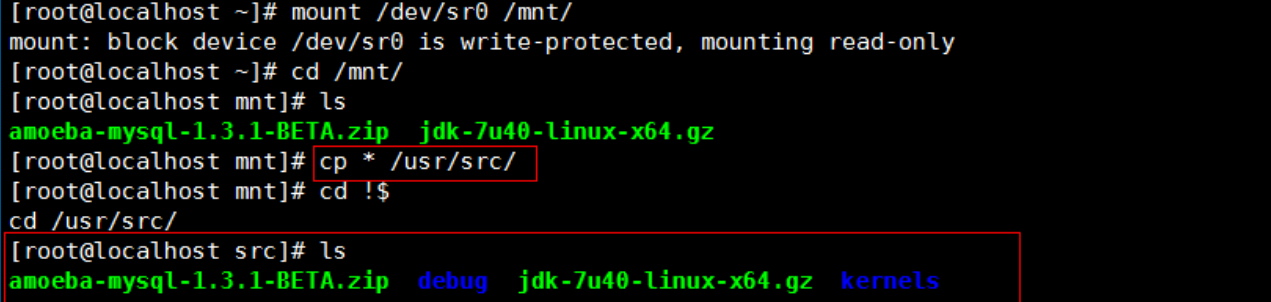 [root@localhost ~]# mount /dev/sr0 /mnt/
mount: block device /dev/sr0 is write-protected, mounting read-only
[root@localhost ~]# cd /mnt/
[root@localhost mnt]# ls
amoeba-mysql-1.3.1-BETA.zip  jdk-7u40-linux-x64.gz
[root@localhost mnt]# cp * /usr/src/
[root@localhost mnt]# cd !$
cd /usr/src/
[root@localhost src]# ls
amoeba-mysql-1.3.1-BETA.zip  debug  jdk-7u40-linux-x64.gz  kernels